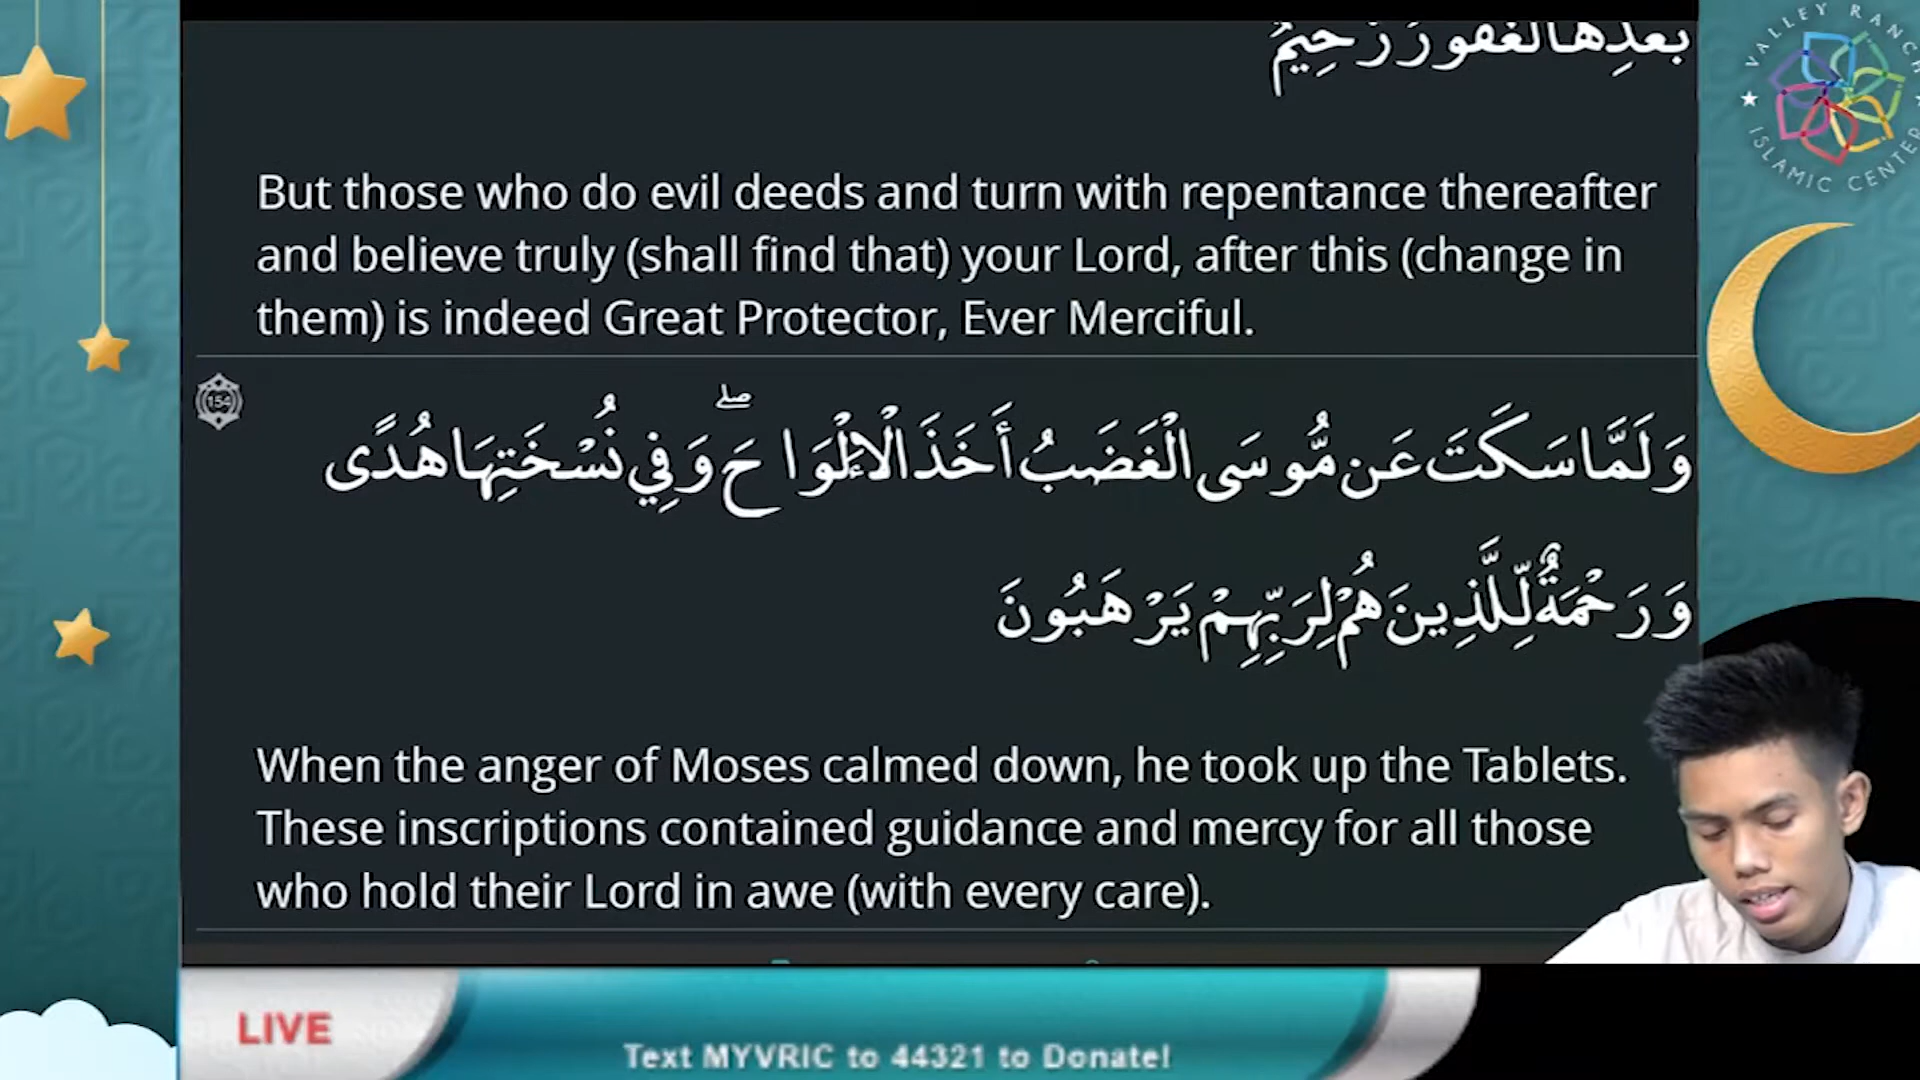 بَعْدِهَا لَغَفُورٌ رَّحِيمٌ
VALLEY RANCH ISLAMIC CENTER
But those who do evil deeds and turn with repentance thereafter
and believe truly (shall find that) your Lord, after this (change in
them) is indeed Great Protector, Ever Merciful.
154
وَلَمَّا سَكَتَ عَن مُّوسَى الْغَضَبُ أَخَذَ الْأَلْوَاحَ ۖ وَفِي نُسْخَتِهَا هُدًى
وَرَحْمَةٌ لِّلَّذِينَ هُمْ لِرَبِّهِمْ يَرْهَبُونَ
When the anger of Moses calmed down, he took up the Tablets.
These inscriptions contained guidance and mercy for all those
who hold their Lord in awe (with every care).
LIVE
Text MYVRIC to 44321 to Donate!